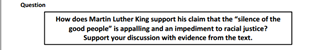 Question
How does Martin Luther King support his claim that the "silence of the
good people" is appalling and an impediment to racial justice?
Support your discussion with evidence from the text.